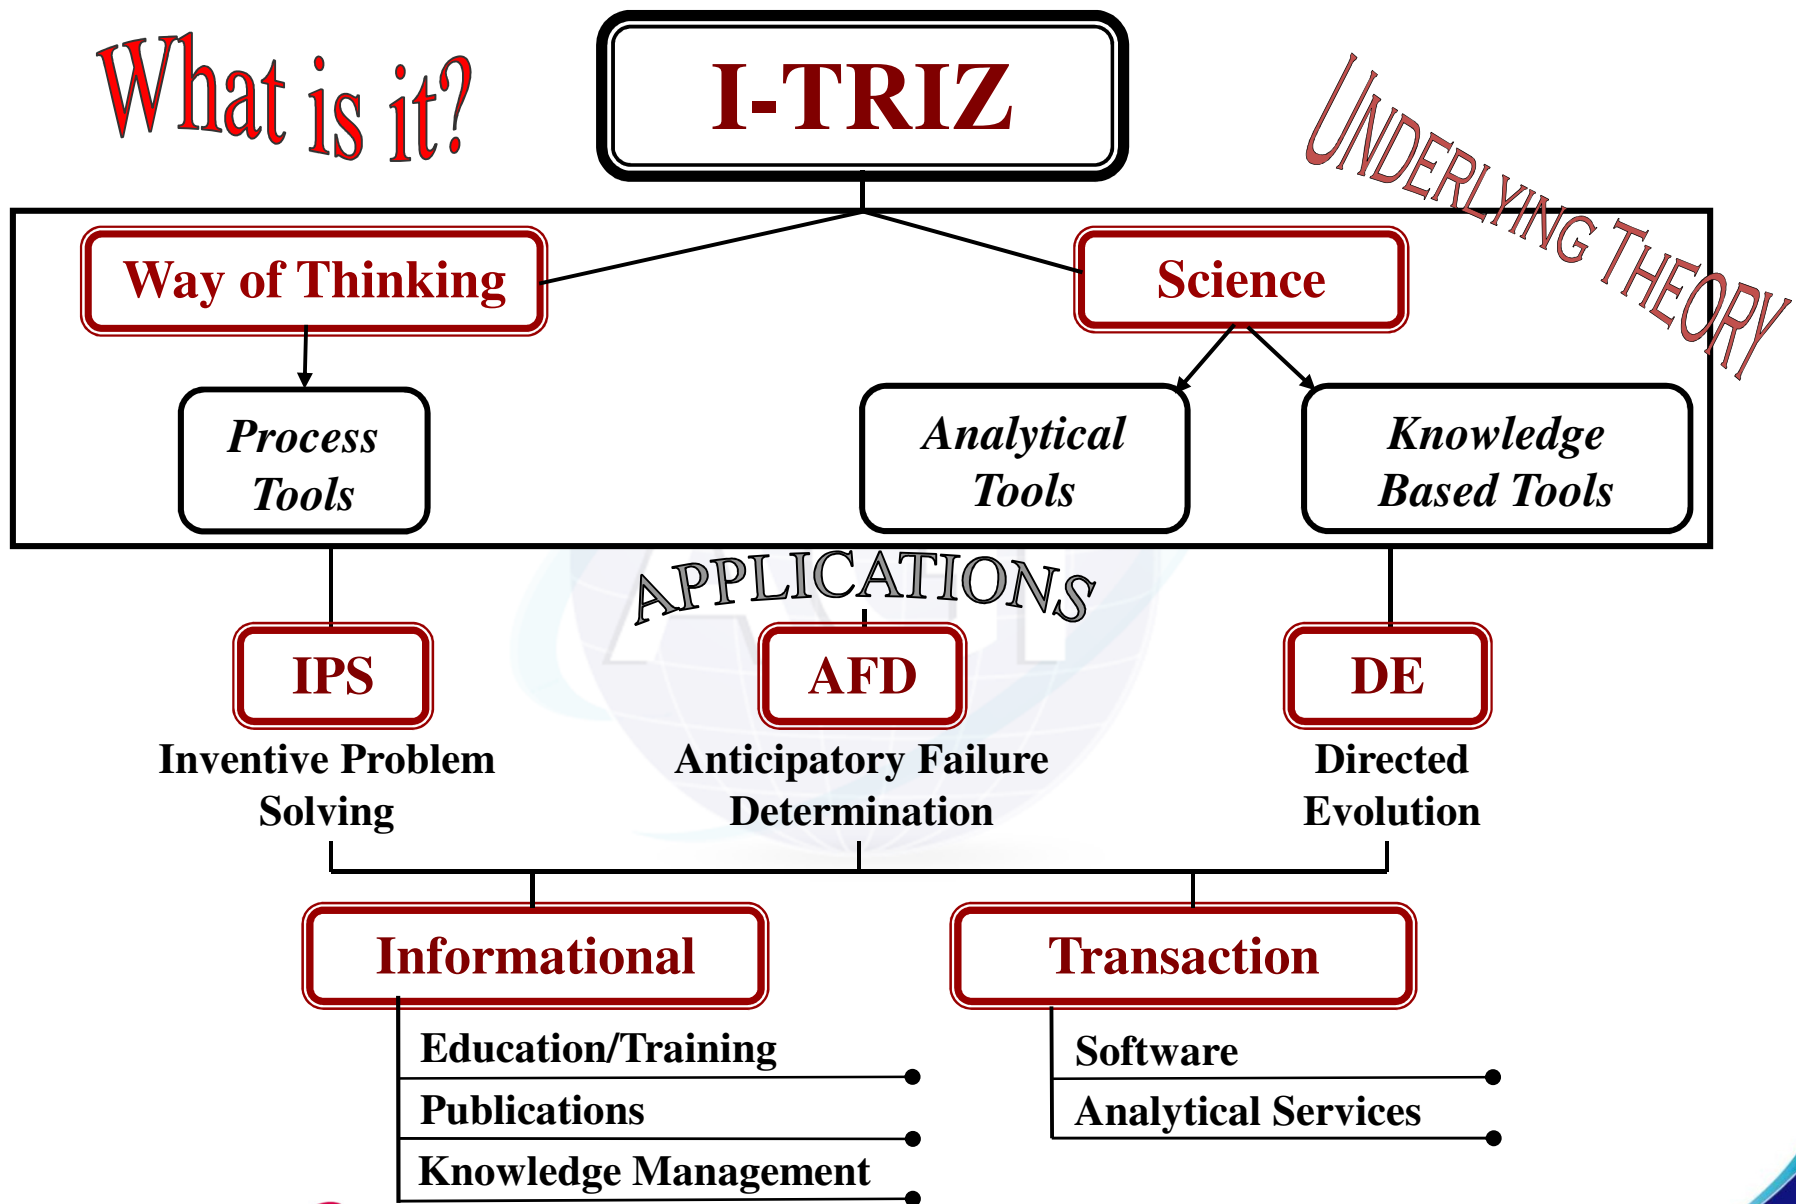 What is it?
I-TRIZ
UNDERLYING THEORY
Way of Thinking
Science
Process
Tools
Analytical
Tools
Knowledge
Based Tools
APPLICATIONS
IPS
AFD
DE
Inventive Problem
Solving
Anticipatory Failure
Determination
Directed
Evolution
Informational
Transaction
Education/Training
Publications
Knowledge Management
Software
Analytical Services